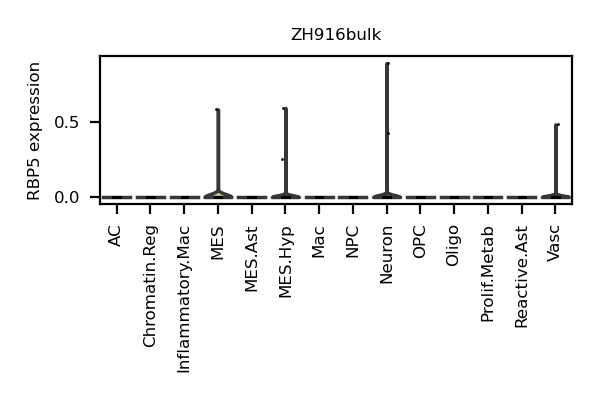 ZH916bulk
RBP5 expression
0.5
0.0
AC
Chromatin.Reg
Inflammatory.Mac
MES
MES.Ast
MES.Hyp
Mac
NPC
Neuron
OPC
Oligo
Prolif.Metab
Reactive.Ast
Vasc